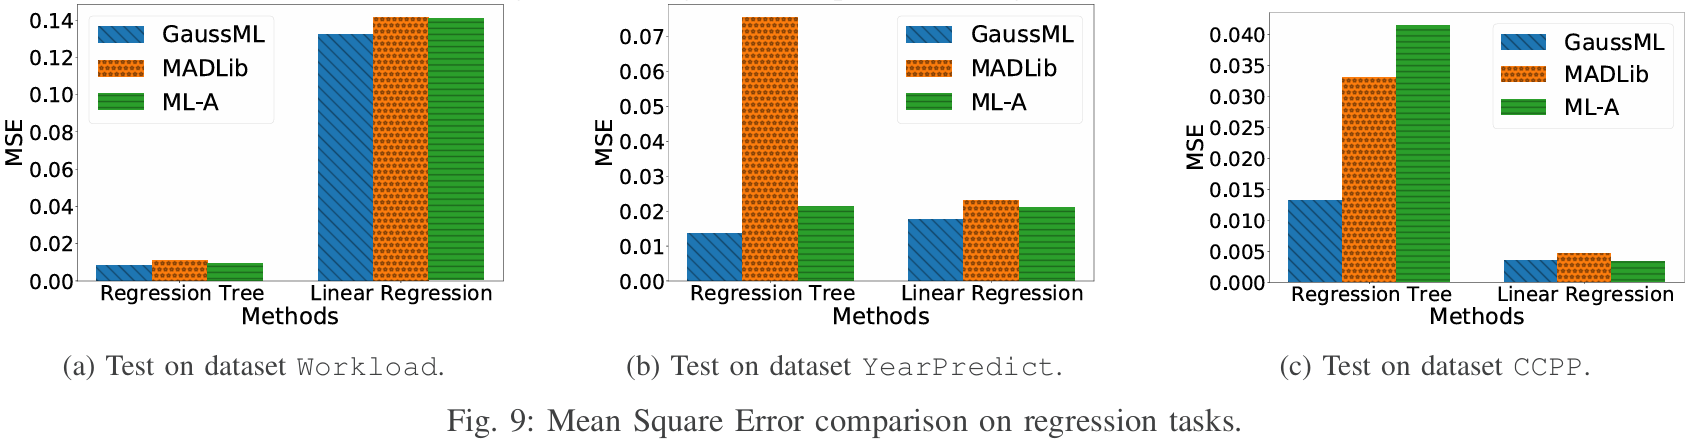 0.14
0.12
0.10
0.08
0.06
0.04
0.02
0.00
MSE
GaussML
MADLib
ML-A
Regression Tree
Linear Regression
Methods
(a) Test on dataset Workload.
0.07
0.06
0.05
0.04
0.03
0.02
0.01
0.00
MSE
GaussML
MADLib
ML-A
Regression Tree
Linear Regression
Methods
(b) Test on dataset YearPredict.
0.040
0.035
0.030
0.025
0.020
0.015
0.010
0.005
0.000
MSE
GaussML
MADLib
ML-A
Regression Tree
Linear Regression
Methods
(c) Test on dataset CCPP.
Fig. 9: Mean Square Error comparison on regression tasks.